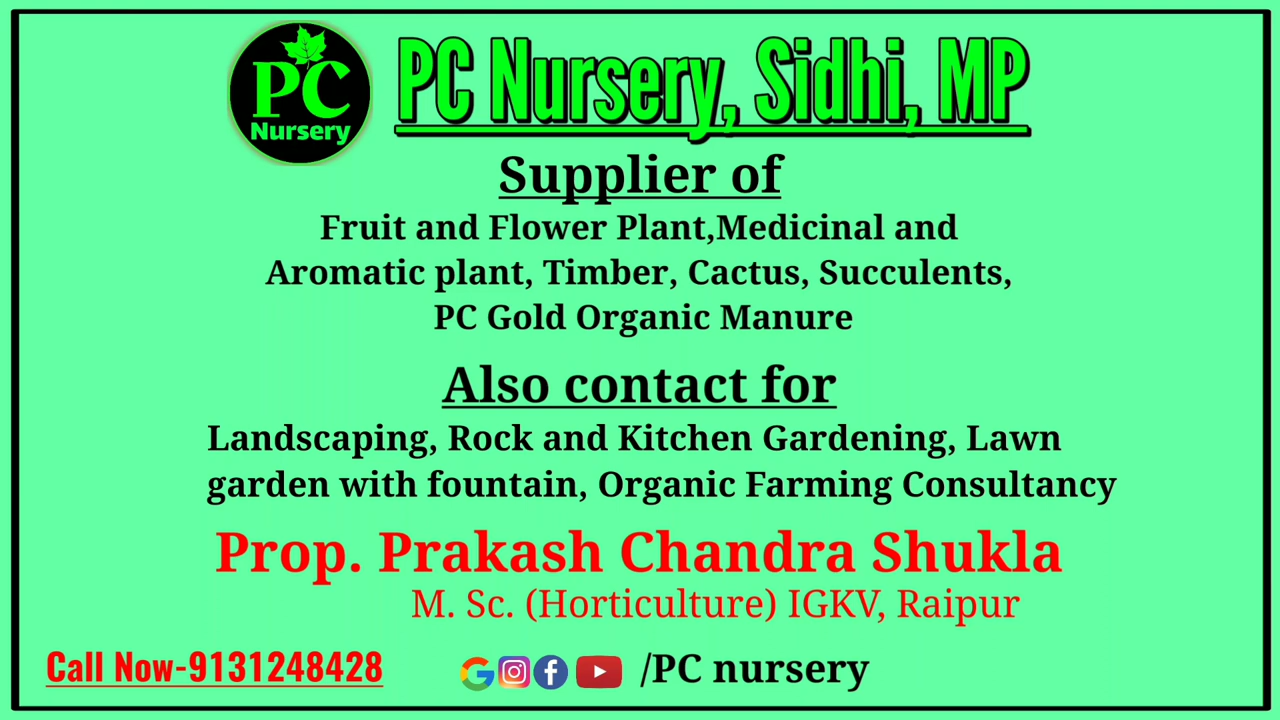 PC
Nursery
PC Nursery, Sidhi, MP
Supplier of
Fruit and Flower Plant,Medicinal and
Aromatic plant, Timber, Cactus, Succulents,
PC Gold Organic Manure
Also contact for
Landscaping, Rock and Kitchen Gardening, Lawn
garden with fountain, Organic Farming Consultancy
Prop. Prakash Chandra Shukla
M. Sc. (Horticulture) IGKV, Raipur
Call Now-9131248428
/PC nursery